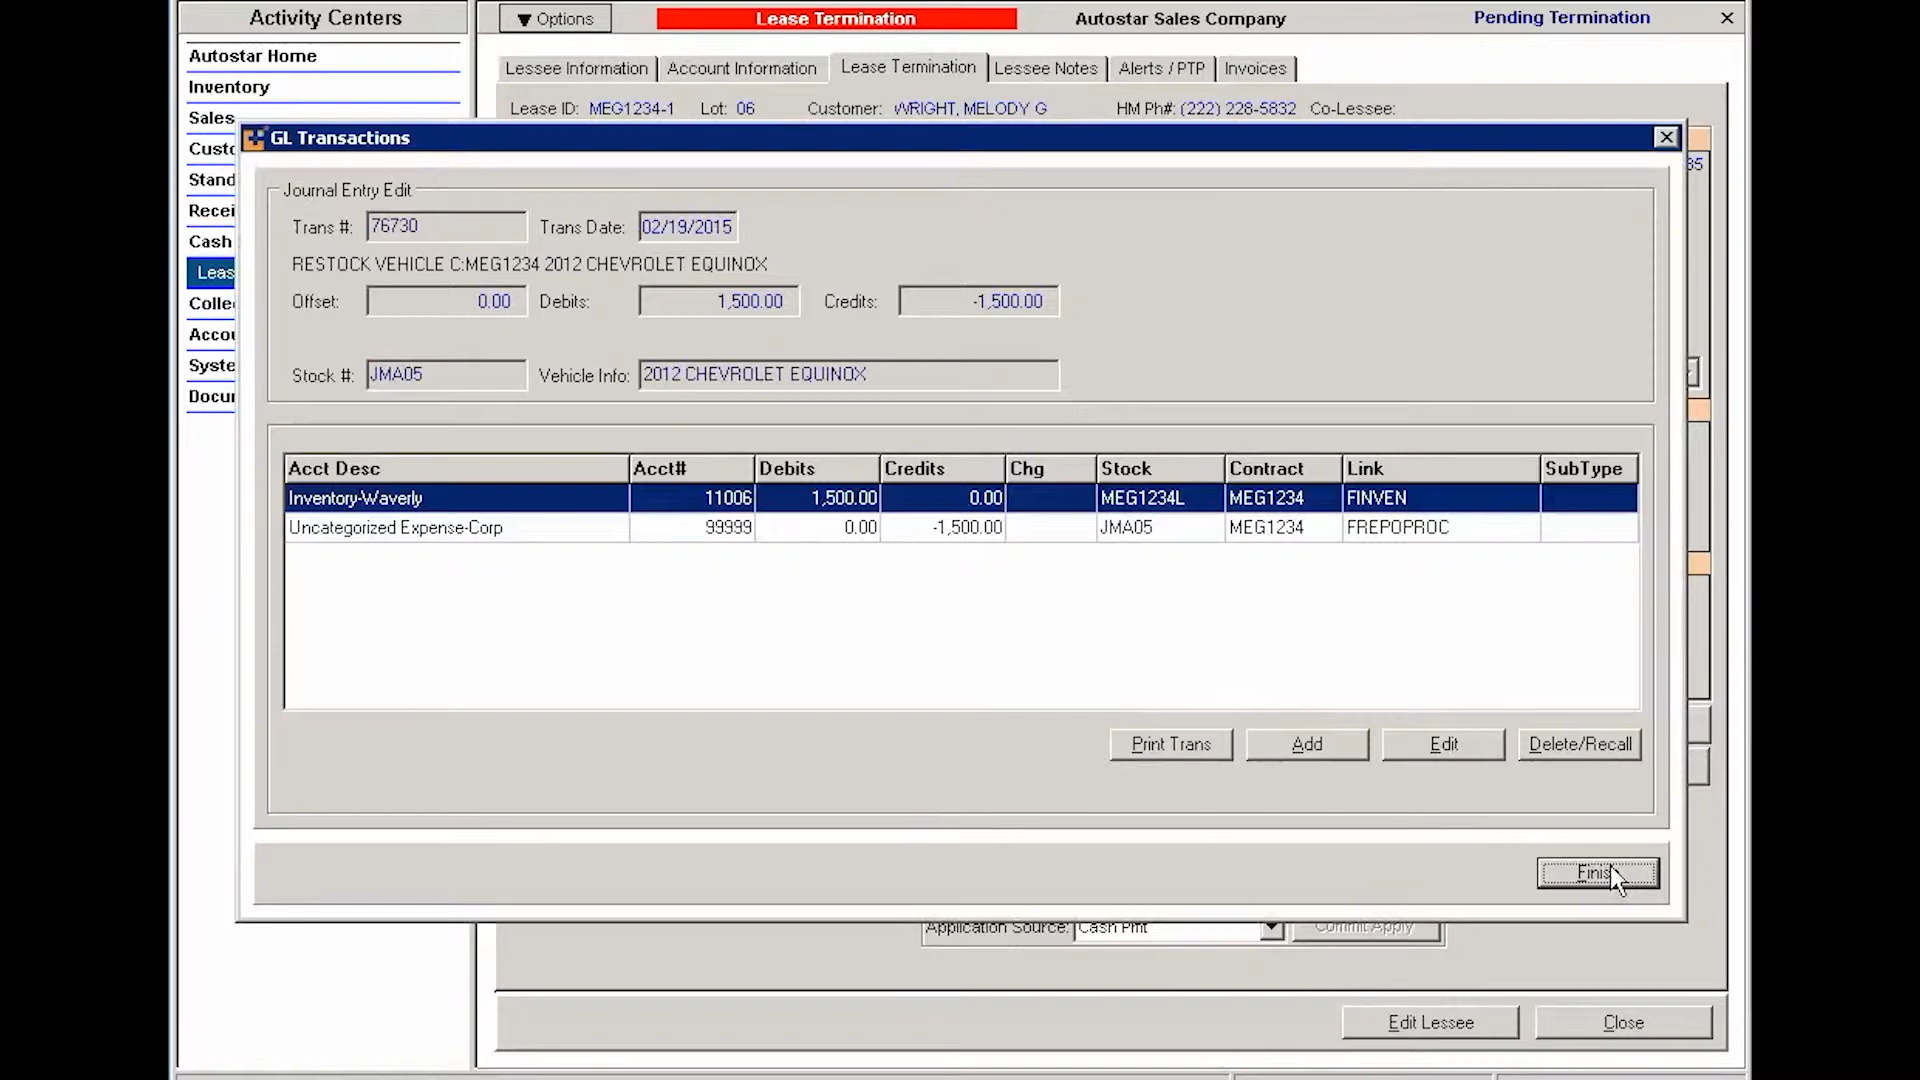 Activity Centers
Autostar Home
Inventory
Sales
Custo
Stand
Recei
Cash
Leas
Colle
Accou
Syste
Docu
▼ Options
Lease Termination
Autostar Sales Company
Pending Termination
Lessee Information
Account Information
Lease Termination
Lessee Notes
Alerts / PTP
Invoices
Lease ID: MEG1234-1 Lot: 06 Customer: WRIGHT, MELODY G HM Ph#: (222) 228-5832 Co-Lessee:
GL Transactions
Journal Entry Edit
Trans #: 76730 Trans Date: 02/19/2015
RESTOCK VEHICLE C:MEG1234 2012 CHEVROLET EQUINOX
Offset: 0.00 Debits: 1,500.00 Credits: -1,500.00
Stock #: JMA05 Vehicle Info: 2012 CHEVROLET EQUINOX
Acct Desc Acct# Debits Credits Chg Stock Contract Link SubType
Inventory-Waverly 11006 1,500.00 0.00 MEG1234L MEG1234 FINVEN
Uncategorized Expense-Corp 99999 0.00 -1,500.00 JMA05 MEG1234 FREPOPROC
Print Trans
Add
Edit
Delete/Recall
Finis
Application Source: Cash Pmt
Commit Apply
Edit Lessee
Close